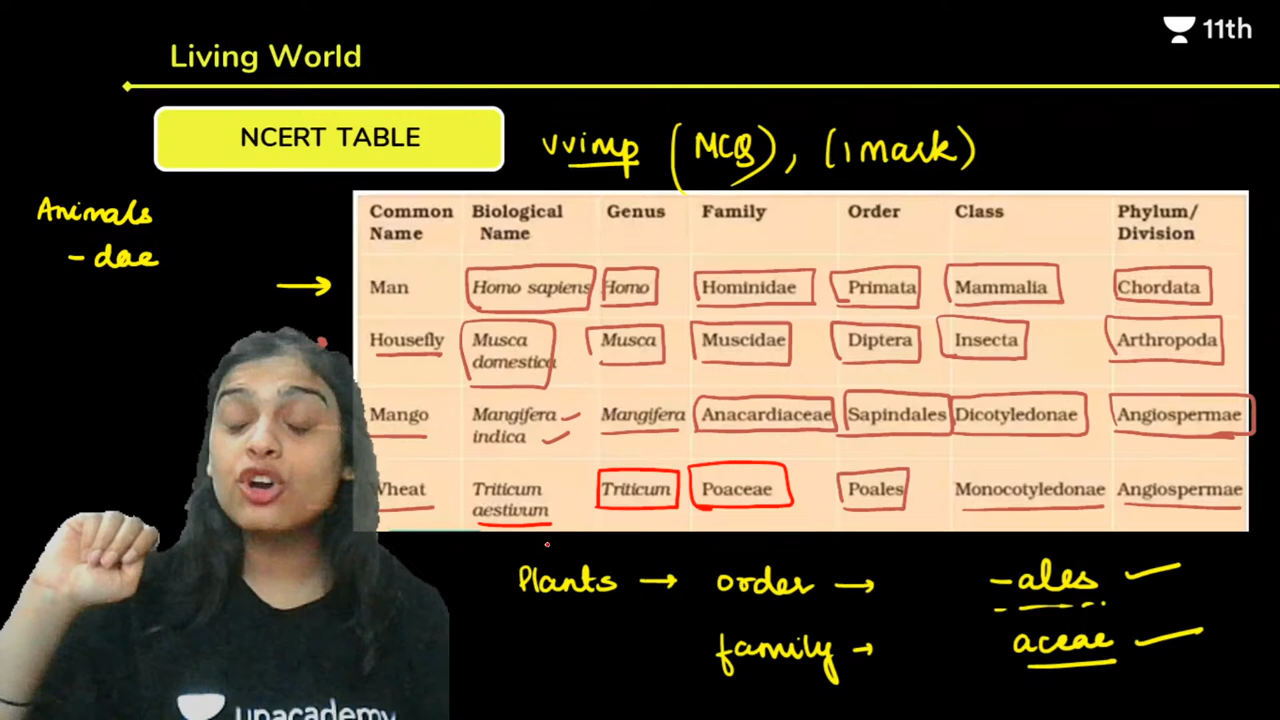 11th
Living World
NCERT TABLE
vvimp (MCQ), (1 mark)
Animals
- dae
Common Name Biological Name Genus Family Order Class Phylum/ Division
Man Homo sapiens Homo Hominidae Primata Mammalia Chordata
Housefly Musca domestica Musca Muscidae Diptera Insecta Arthropoda
Mango Mangifera indica Mangifera Anacardiaceae Sapindales Dicotyledonae Angiospermae
Wheat Triticum aestivum Triticum Poaceae Poales Monocotyledonae Angiospermae
Plants → order → -ales
family → aceae
unacademy